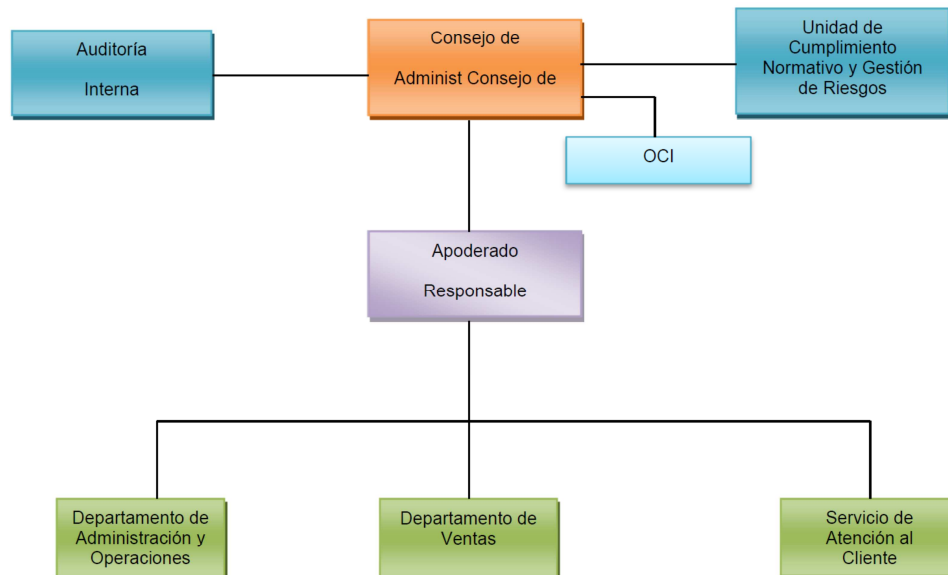 Auditoría
Interna
Consejo de
Administ Consejo de
Unidad de
Cumplimiento
Normativo y Gestión
de Riesgos
OCI
Apoderado
Responsable
Departamento de
Administración y
Operaciones
Departamento de
Ventas
Servicio de
Atención al
Cliente